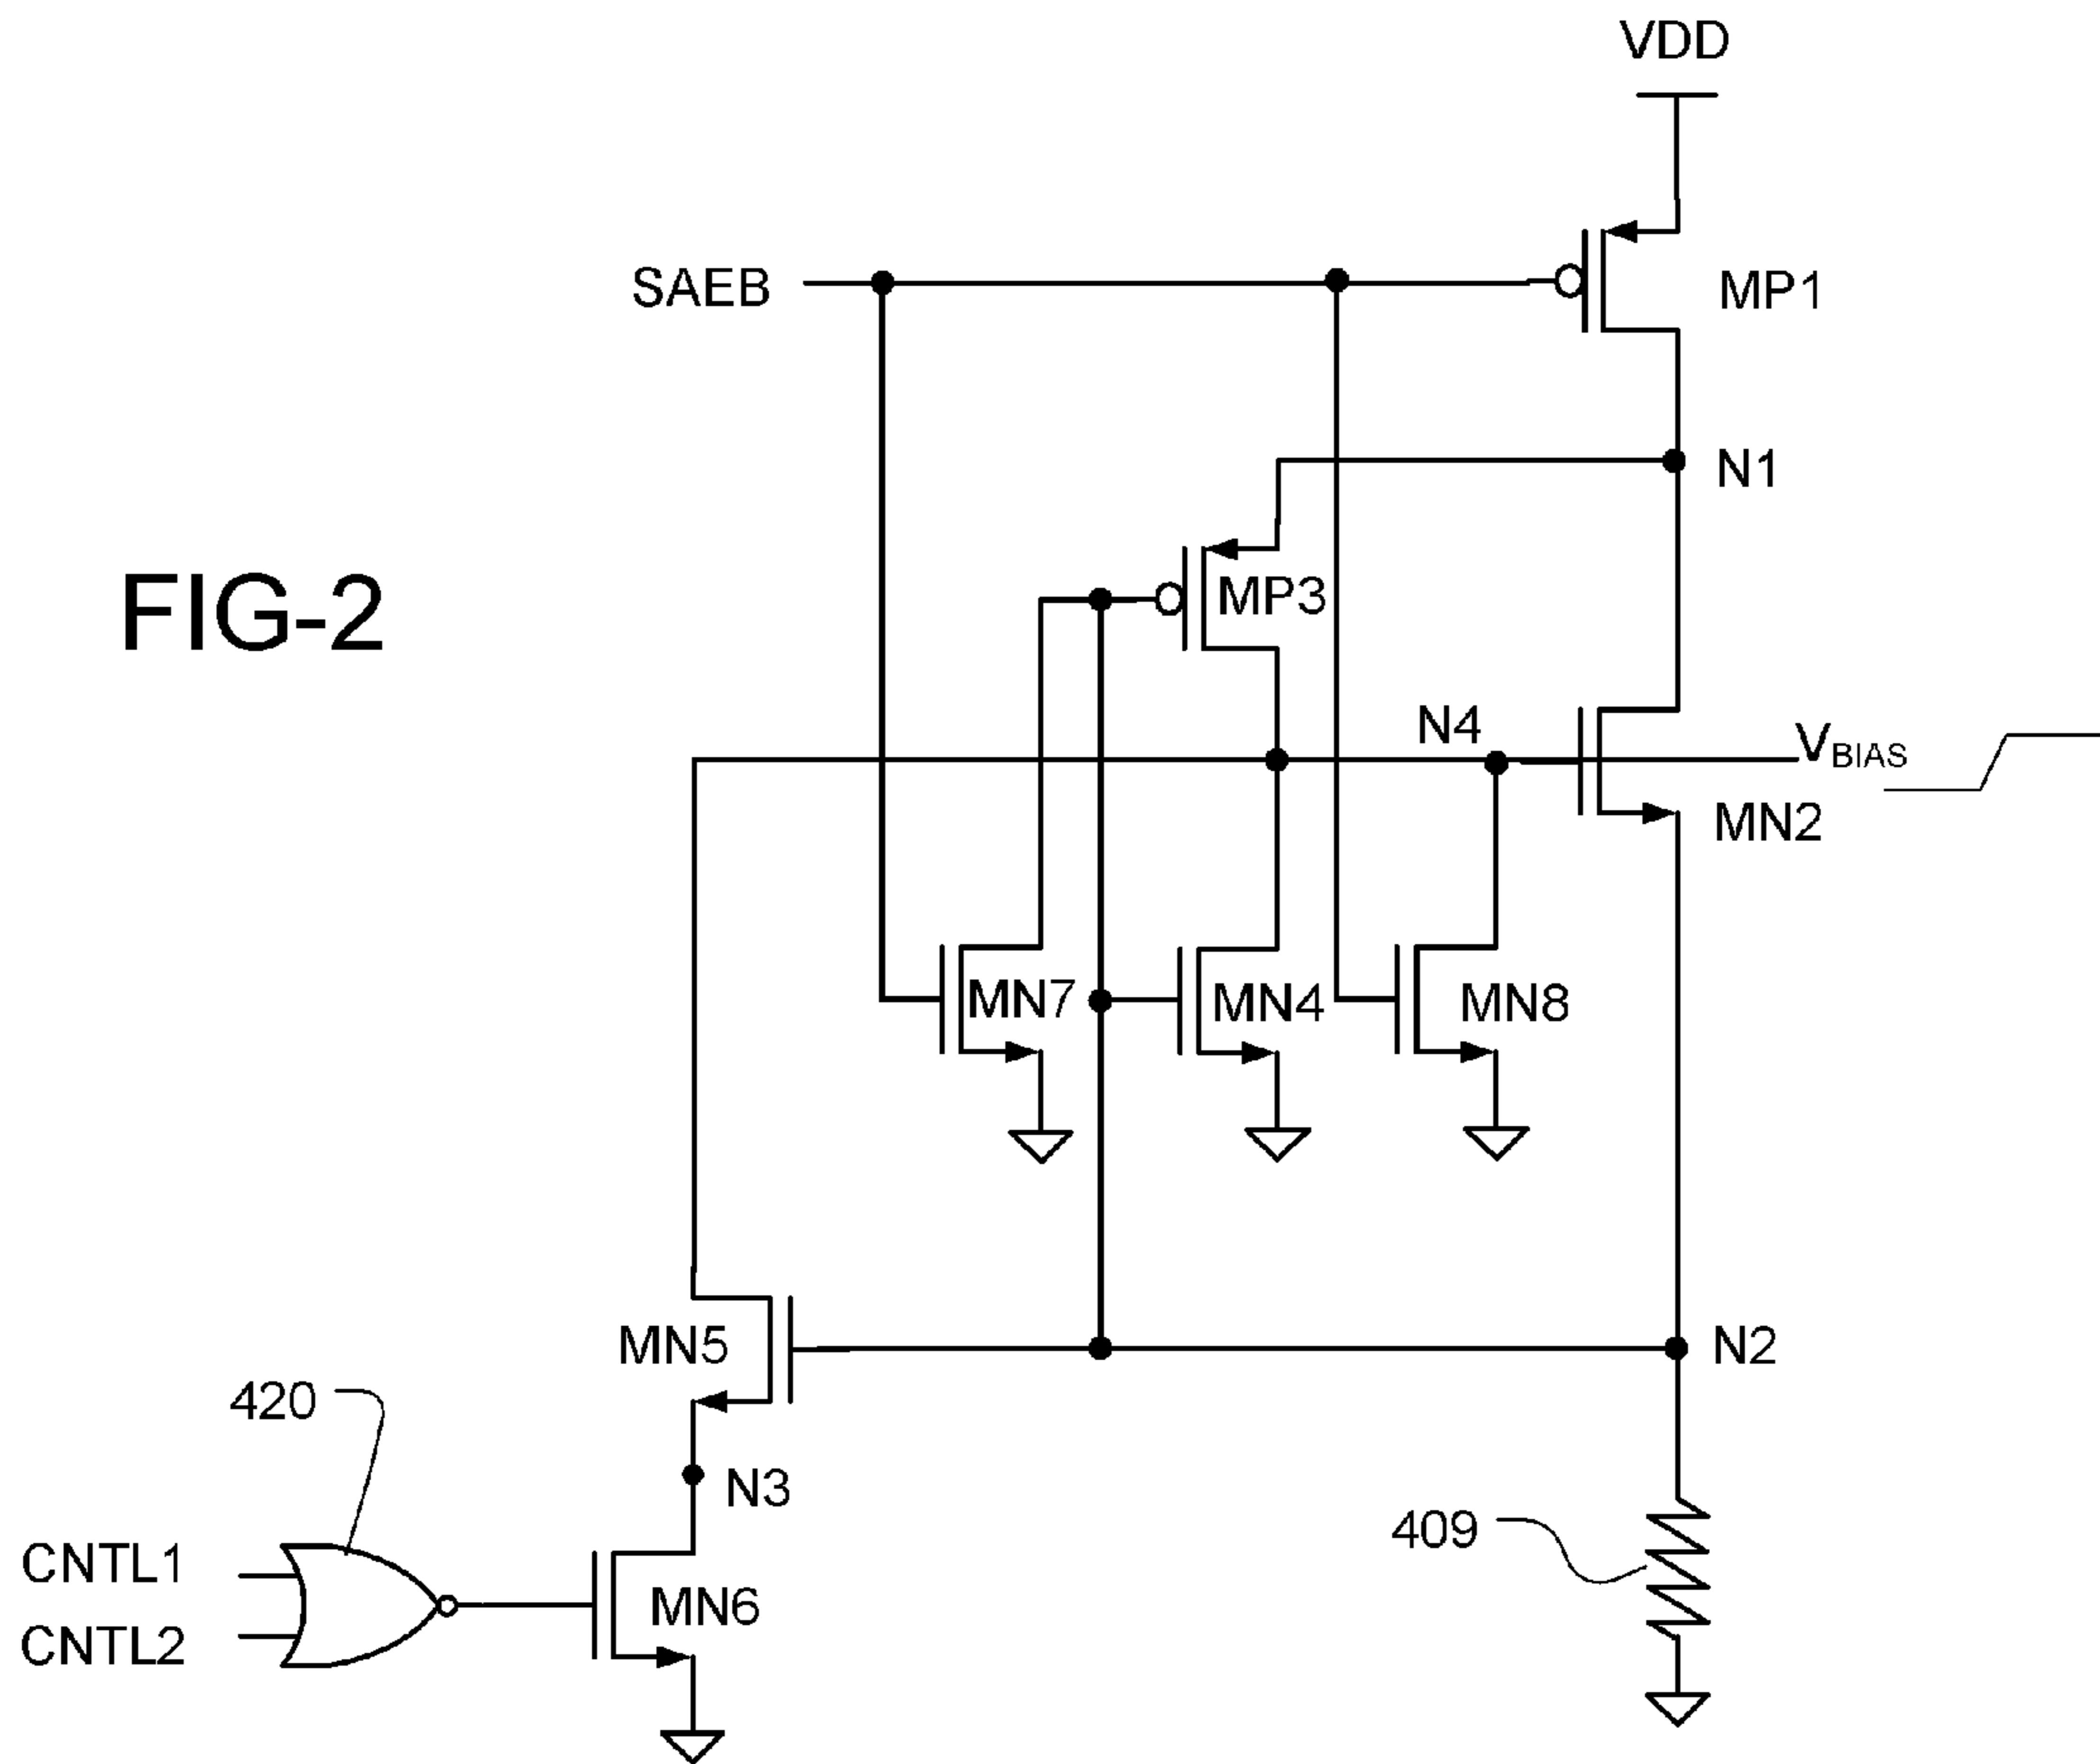 VDD
SAEB
MP1
N1
FIG-2
MP3
N4
VBIAS
MN2
MN7
MN4
MN8
MN5
N2
420
N3
409
CNTL1
MN6
CNTL2